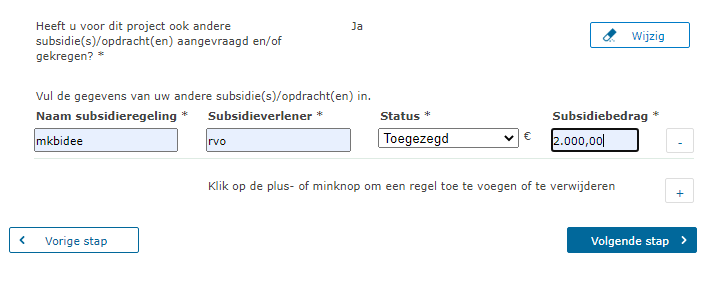 Heeft u voor dit project ook andere
subsidie(s)/opdracht(en) aangevraagd en/of
gekregen? *
Ja
Wijzig
Vul de gegevens van uw andere subsidie(s)/opdracht(en) in.
Naam subsidieregeling * Subsidieverlener * Status * Subsidiebedrag *
mkbidee rvo Toegezegd € 2.000,00 -
Klik op de plus- of minknop om een regel toe te voegen of te verwijderen +
Vorige stap Volgende stap